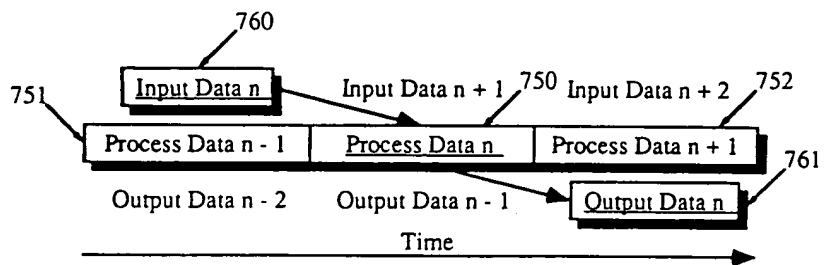 760
Input Data n
Input Data n + 1
750
Input Data n + 2
752
751
Process Data n - 1
Process Data n
Process Data n + 1
Output Data n - 2
Output Data n - 1
Output Data n
761
Time